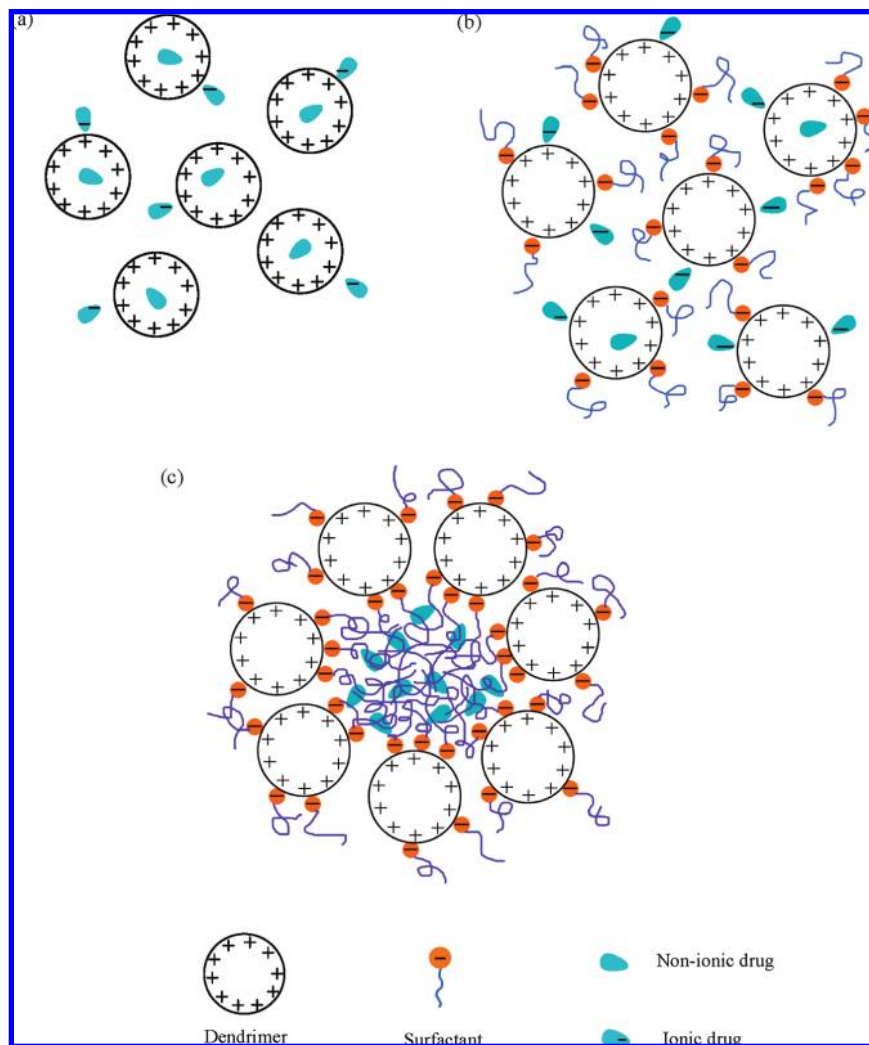 (a)
(b)
(c)
Dendrimer
Surfactant
Non-ionic drug
Ionic drug